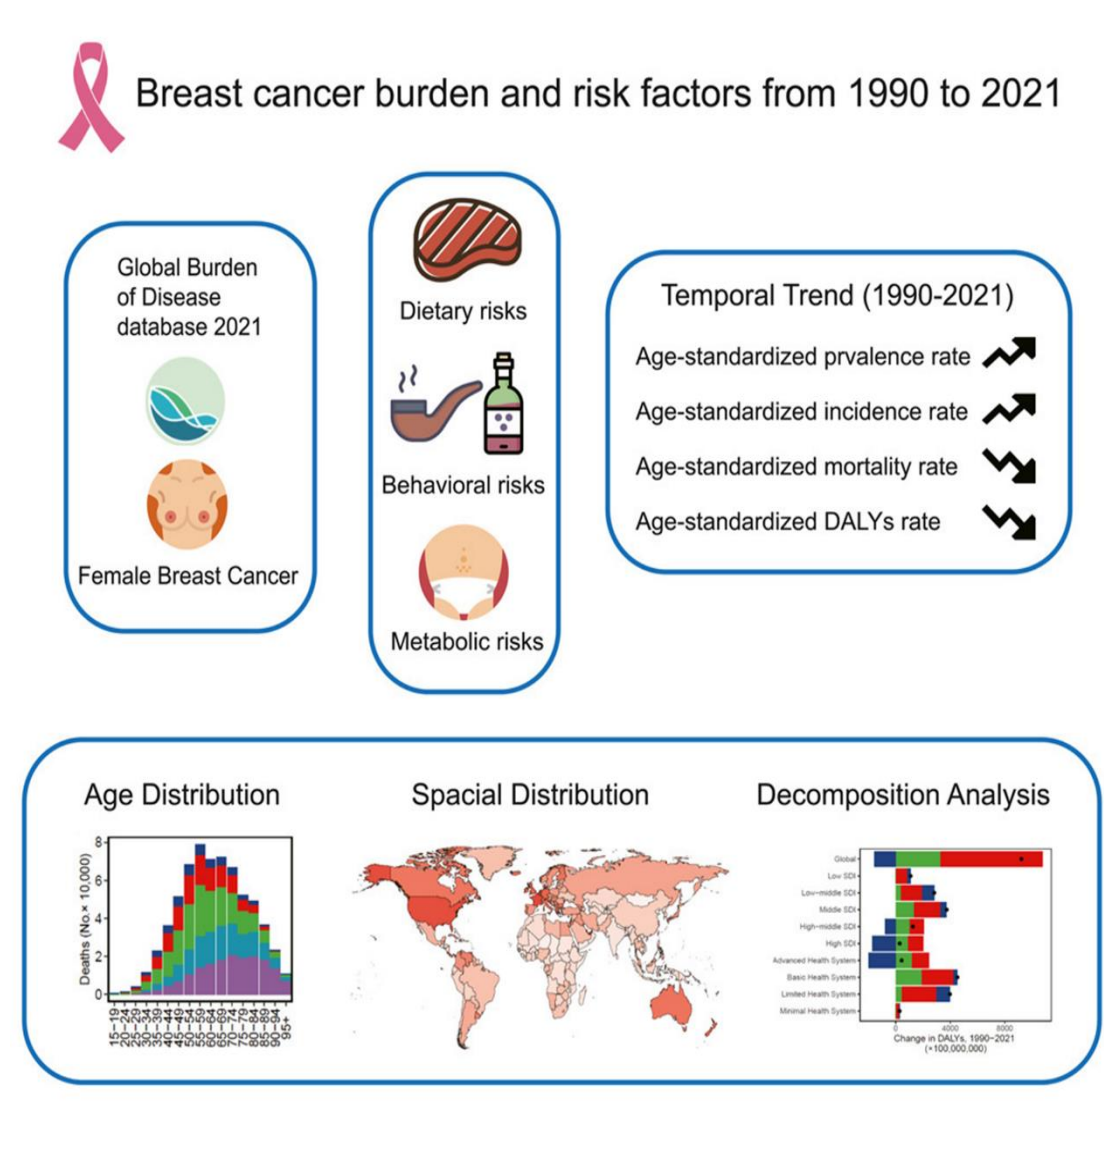 Breast cancer burden and risk factors from 1990 to 2021
Global Burden
of Disease
database 2021
Female Breast Cancer
Dietary risks
Behavioral risks
Metabolic risks
Temporal Trend (1990-2021)
Age-standardized prvalence rate
Age-standardized incidence rate
Age-standardized mortality rate
Age-standardized DALYs rate
Age Distribution
Deaths (No.× 10,000)
8
6
4
2
0
15−19
20−24
25−29
30−34
35−39
40−44
45−49
50−54
55−59
60−64
65−69
70−74
75−79
80−84
85−89
90−94
95+
Spacial Distribution
Decomposition Analysis
Global
Low SDI
Low−middle SDI
Middle SDI
High−middle SDI
High SDI
Advanced Health System
Basic Health System
Limited Health System
Minimal Health System
0
4000
8000
Change in DALYs, 1990−2021
(×100,000,000)